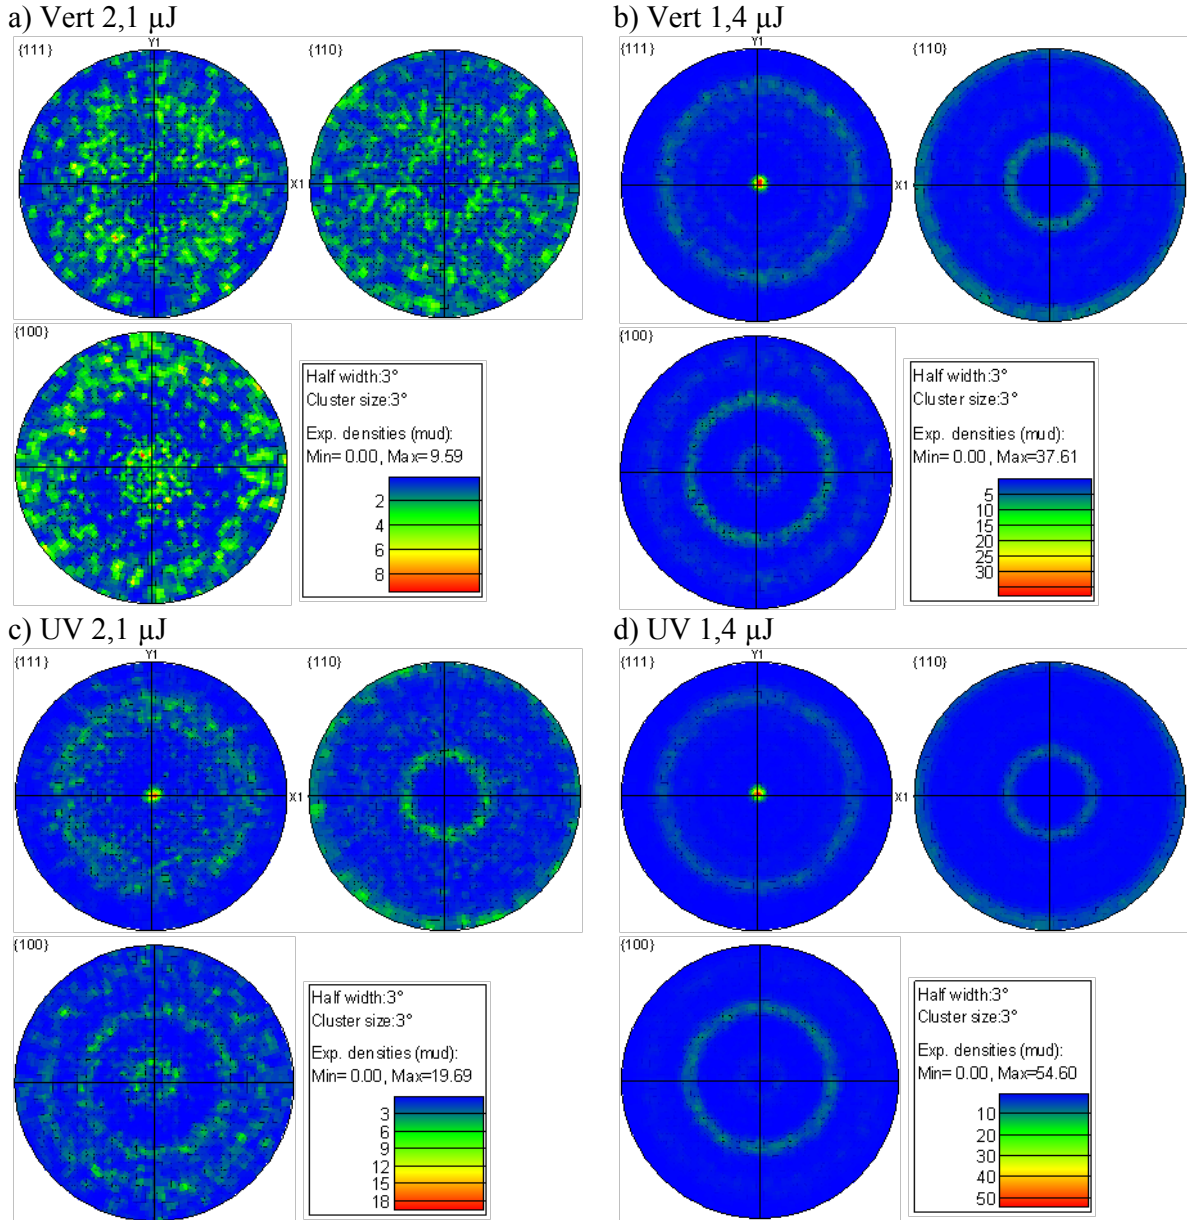 a) Vert 2,1 µJ
{111}
Y1
{110}
X1
{100}
Half width:3°
Cluster size:3°
Exp. densities (mud):
Min= 0.00, Max= 9.59
2
4
6
8
b) Vert 1,4 µJ
{111}
Y1
{110}
X1
{100}
Half width:3°
Cluster size:3°
Exp. densities (mud):
Min= 0.00, Max=37.61
5
10
15
20
25
30
c) UV 2,1 µJ
{111}
Y1
{110}
X1
{100}
Half width:3°
Cluster size:3°
Exp. densities (mud):
Min= 0.00, Max=19.69
3
6
9
12
15
18
d) UV 1,4 µJ
{111}
Y1
{110}
X1
{100}
Half width:3°
Cluster size:3°
Exp. densities (mud):
Min= 0.00, Max=54.60
10
20
30
40
50